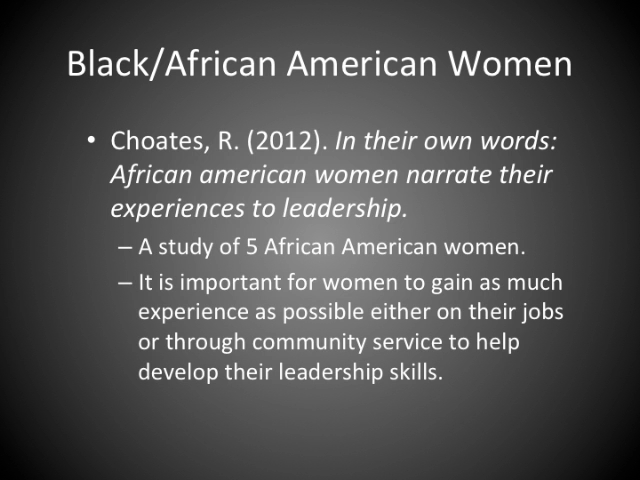 Black/African American Women
• Choates, R. (2012). In their own words:
African american women narrate their
experiences to leadership.
– A study of 5 African American women.
– It is important for women to gain as much
experience as possible either on their jobs
or through community service to help
develop their leadership skills.